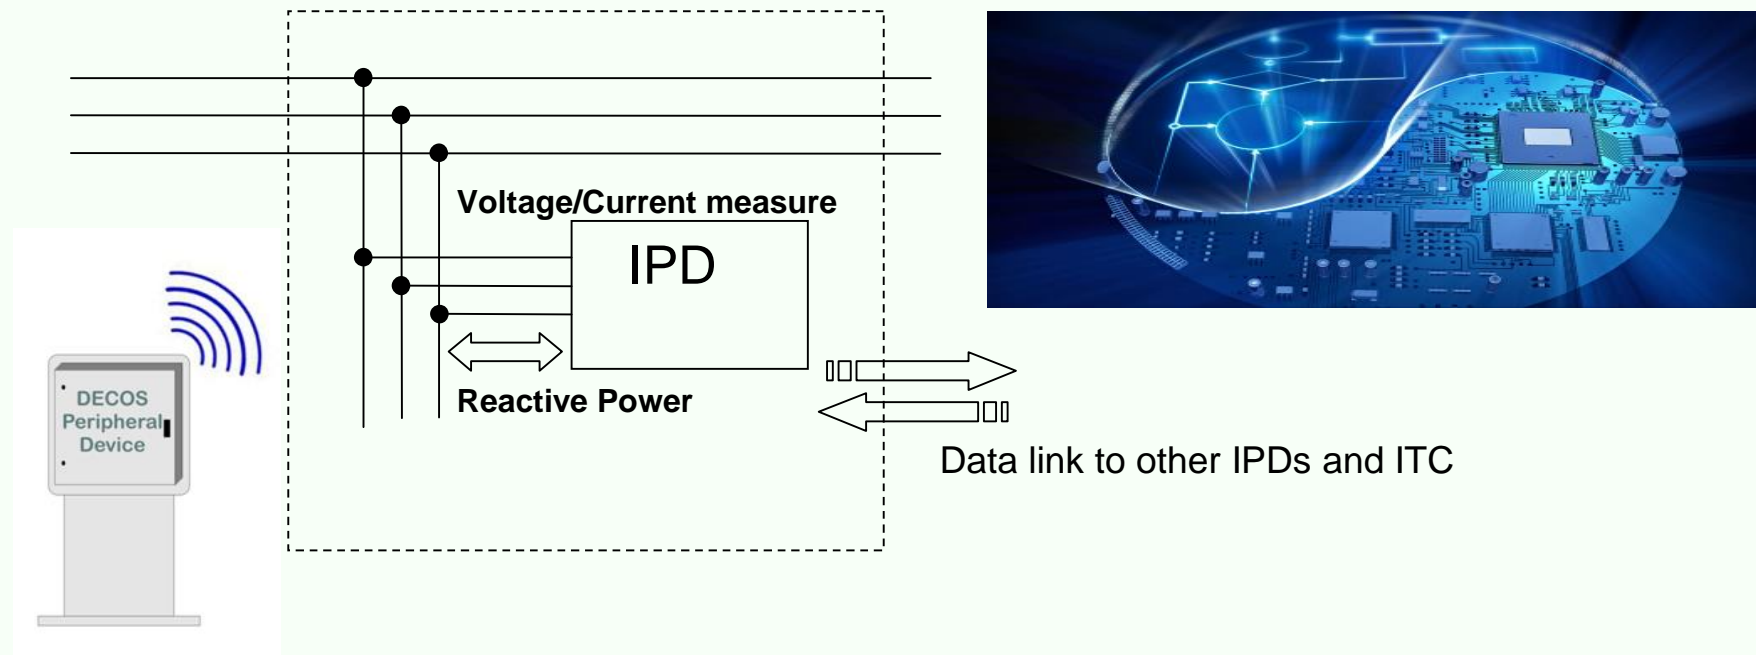 Voltage/Current measure
IPD
Reactive Power
DECOS
Peripheral
Device
Data link to other IPDs and ITC